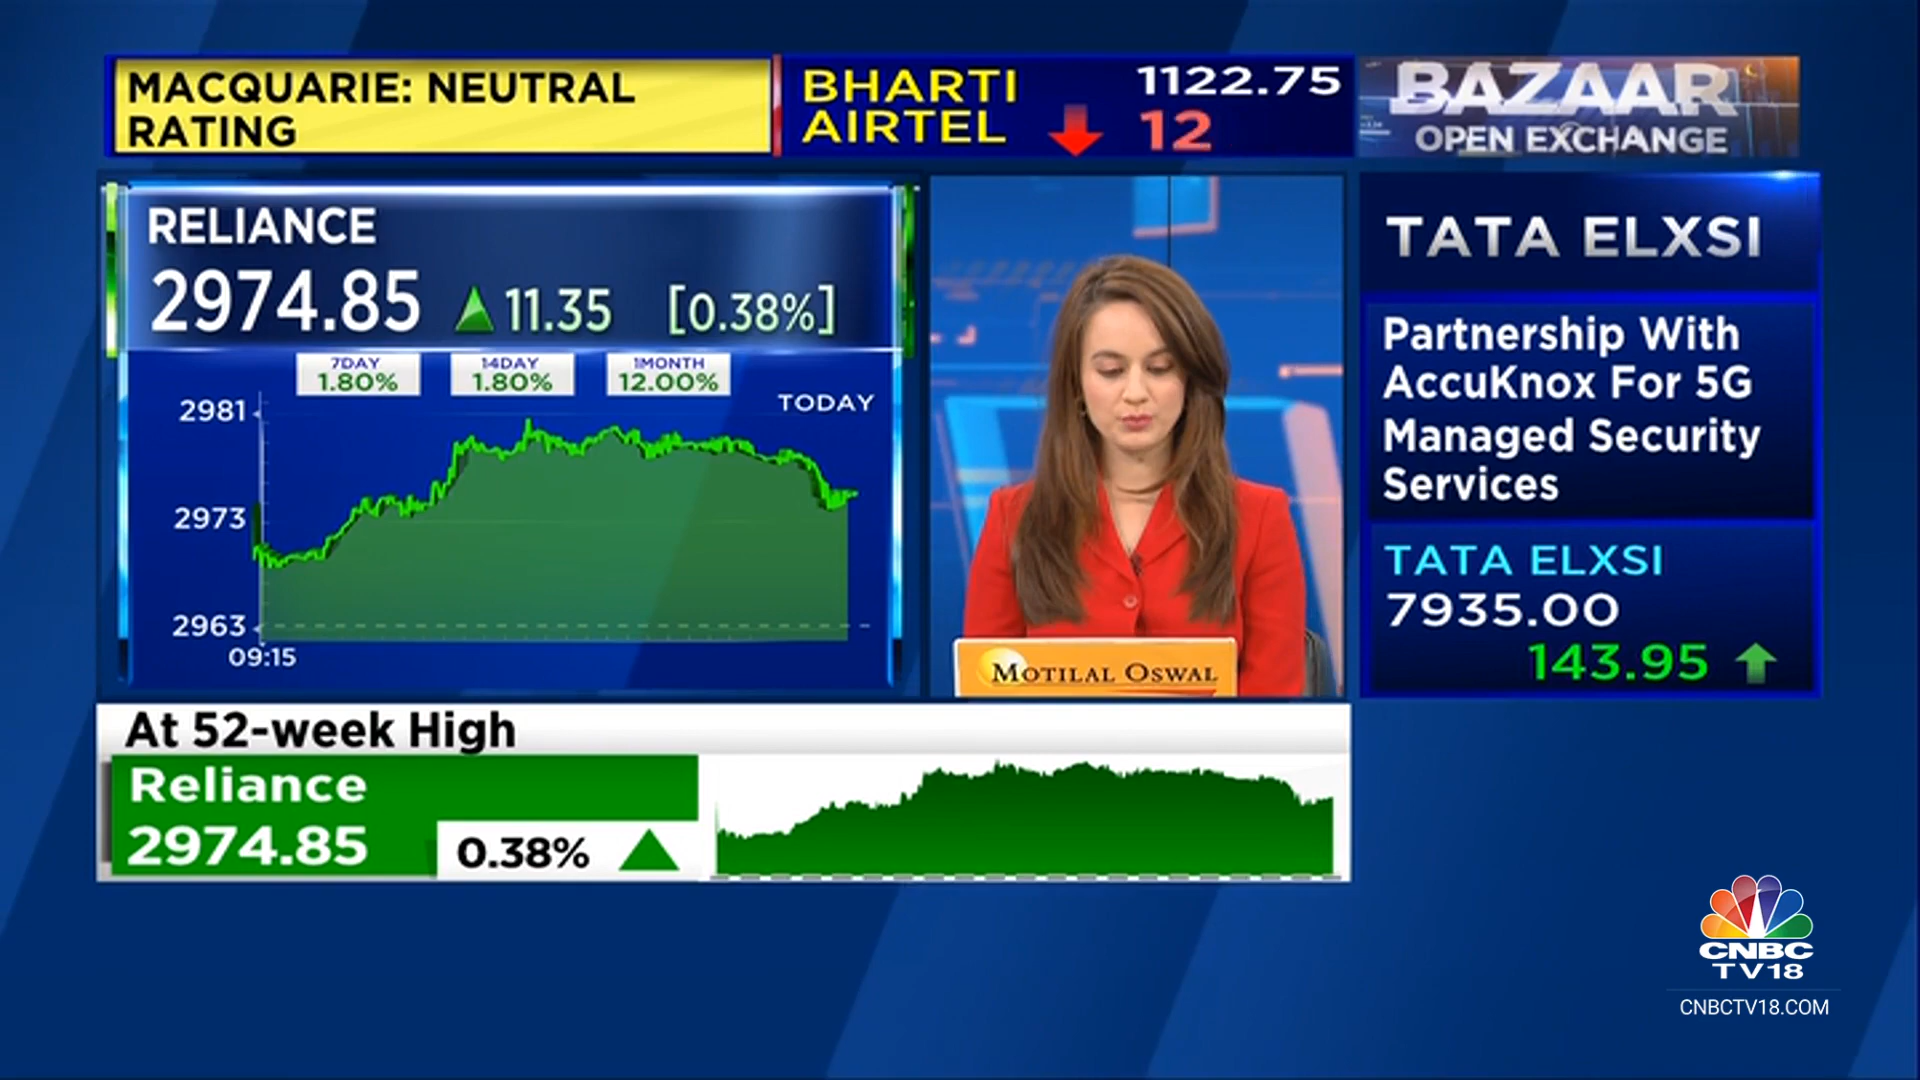 MACQUARIE: NEUTRAL
RATING
BHARTI
AIRTEL
1122.75
12
BAZAAR
OPEN EXCHANGE
RELIANCE
2974.85
11.35
[0.38%]
7DAY
1.80%
14DAY
1.80%
1MONTH
12.00%
TODAY
2981
2973
2963
09:15
MOTILAL OSWAL
TATA ELXSI
Partnership With
AccuKnox For 5G
Managed Security
Services
TATA ELXSI
7935.00
143.95
At 52-week High
Reliance
2974.85
0.38%
CNBC
TV18
CNBCTV18.COM